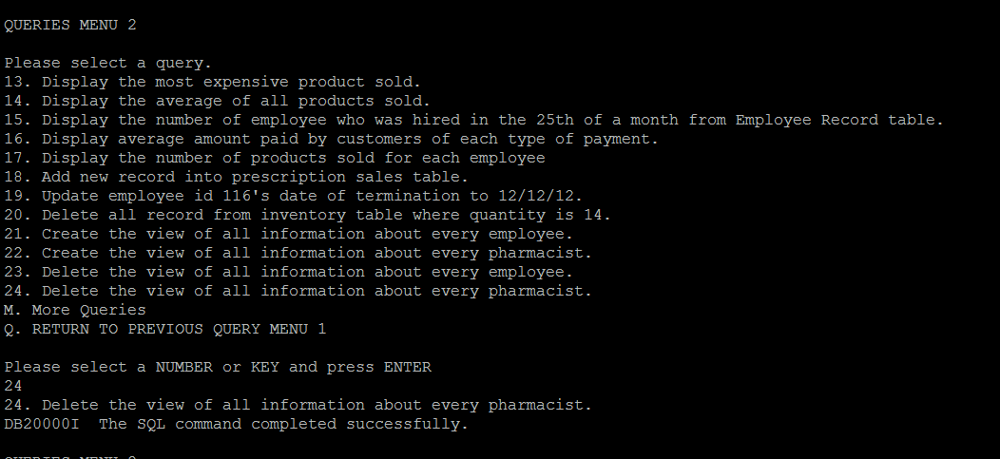 QUERIES MENU 2
Please select a query.
13. Display the most expensive product sold.
14. Display the average of all products sold.
15. Display the number of employee who was hired in the 25th of a month from Employee Record table.
16. Display average amount paid by customers of each type of payment.
17. Display the number of products sold for each employee
18. Add new record into prescription sales table.
19. Update employee id 116's date of termination to 12/12/12.
20. Delete all record from inventory table where quantity is 14.
21. Create the view of all information about every employee.
22. Create the view of all information about every pharmacist.
23. Delete the view of all information about every employee.
24. Delete the view of all information about every pharmacist.
M. More Queries
Q. RETURN TO PREVIOUS QUERY MENU 1
Please select a NUMBER or KEY and press ENTER
24
24. Delete the view of all information about every pharmacist.
DB20000I  The SQL command completed successfully.
QUERIES MENU 2